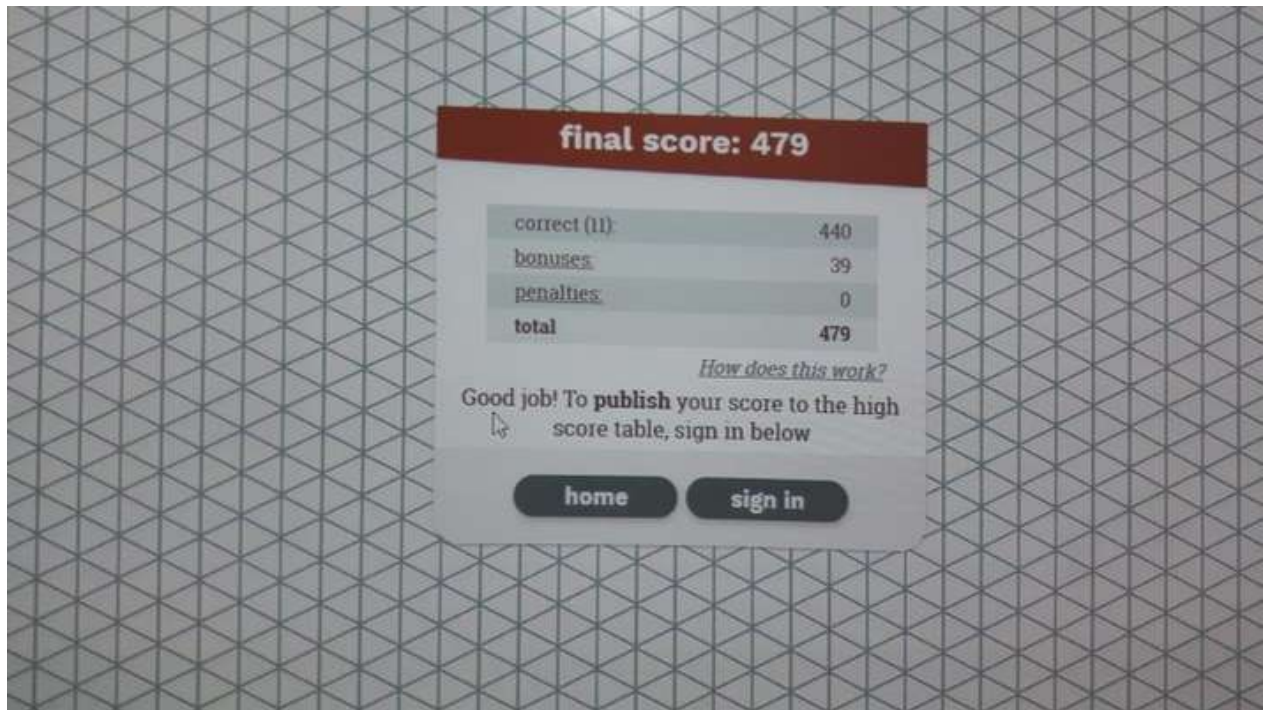 final score: 479
correct (11): 440
bonuses: 39
penalties: 0
total 479
How does this work?
Good job! To publish your score to the high
score table, sign in below
home sign in